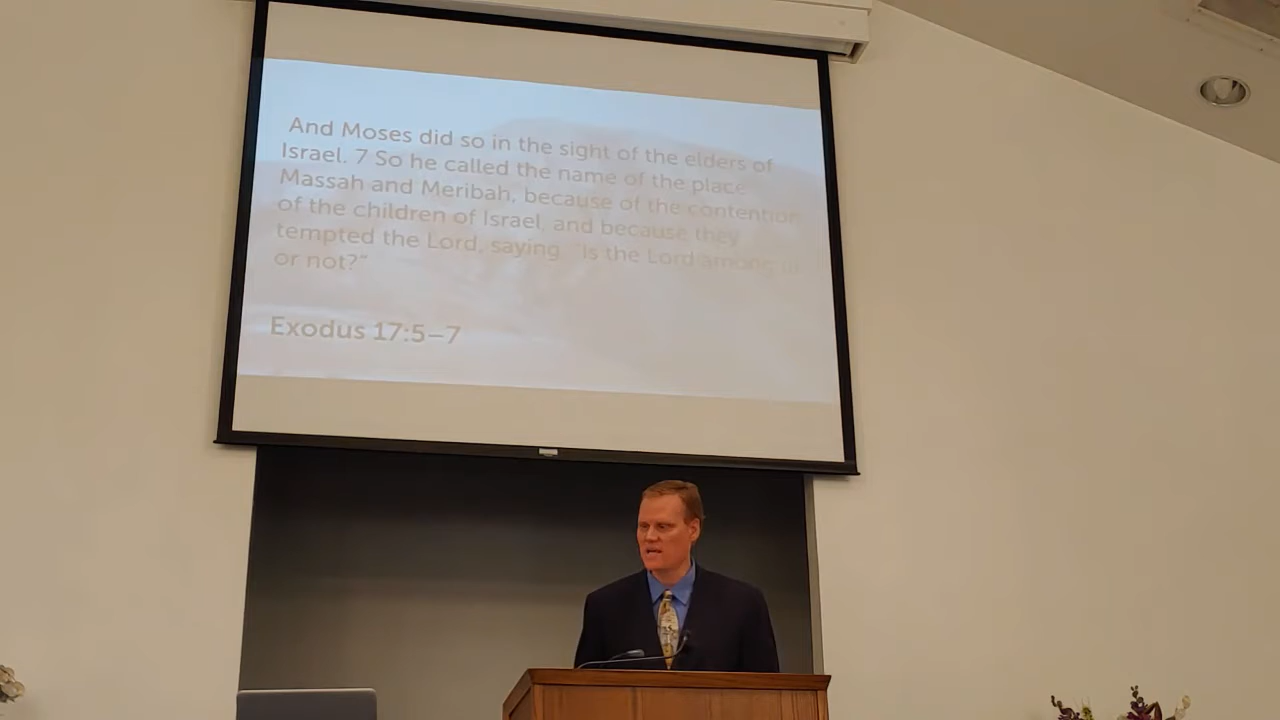 And Moses did so in the sight of the elders of
Israel. 7 So he called the name of the place
Massah and Meribah, because of the contention
of the children of Israel, and because they
tempted the Lord, saying, "Is the Lord among us
or not?"
Exodus 17:5–7